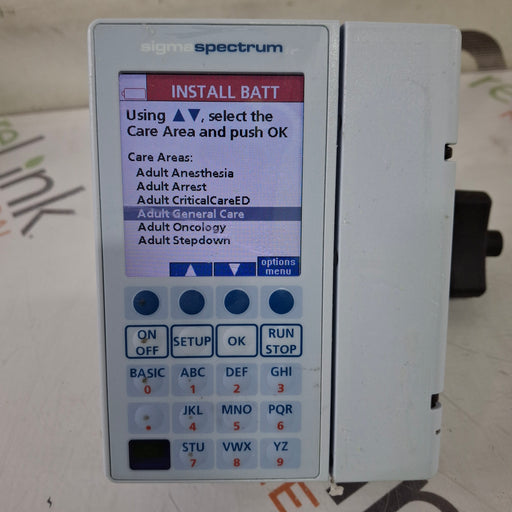 sigmaspectrum
INSTALL BATT
Using ▲▼, select the
Care Area and push OK
Care Areas:
Adult Anesthesia
Adult Arrest
Adult CriticalCareED
Adult General Care
Adult Oncology
Adult Stepdown
▲ ▼ options
menu
ON
OFF
SETUP
OK
RUN
STOP
BASIC ABC DEF GHI
0 1 2 3
JKL MNO PQR
. 4 5 6
STU VWX YZ
7 8 9